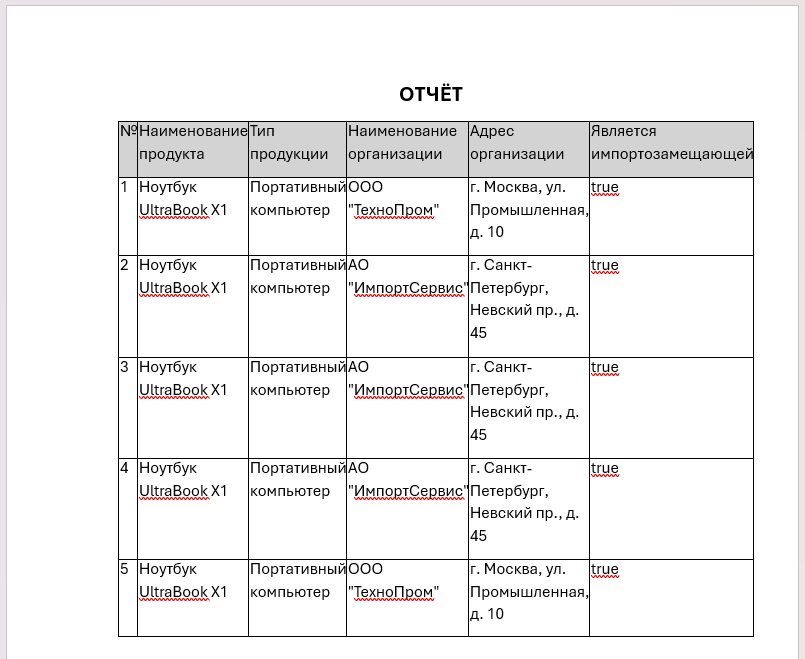 ОТЧЁТ
№ Наименование продукта Тип продукции Наименование организации Адрес организации Является импортозамещающей
1 Ноутбук UltraBook X1 Портативный компьютер ООО "ТехноПром" г. Москва, ул. Промышленная, д. 10 true
2 Ноутбук UltraBook X1 Портативный компьютер АО "ИмпортСервис" г. Санкт-Петербург, Невский пр., д. 45 true
3 Ноутбук UltraBook X1 Портативный компьютер АО "ИмпортСервис" г. Санкт-Петербург, Невский пр., д. 45 true
4 Ноутбук UltraBook X1 Портативный компьютер АО "ИмпортСервис" г. Санкт-Петербург, Невский пр., д. 45 true
5 Ноутбук UltraBook X1 Портативный компьютер ООО "ТехноПром" г. Москва, ул. Промышленная, д. 10 true